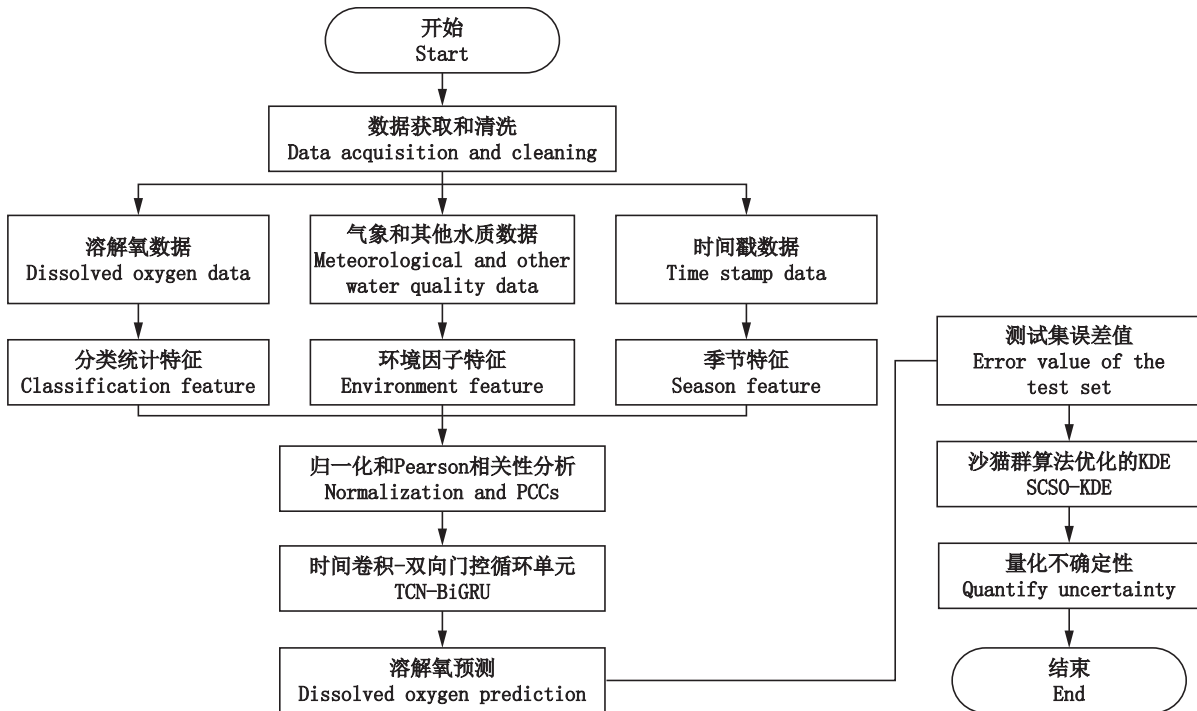 开始
Start
数据获取和清洗
Data acquisition and cleaning
溶解氧数据
Dissolved oxygen data
气象和其他水质数据
Meteorological and other
water quality data
时间戳数据
Time stamp data
分类统计特征
Classification feature
环境因子特征
Environment feature
季节特征
Season feature
归一化和Pearson相关性分析
Normalization and PCCs
时间卷积-双向门控循环单元
TCN-BiGRU
溶解氧预测
Dissolved oxygen prediction
测试集误差值
Error value of the
test set
沙猫群算法优化的KDE
SCSO-KDE
量化不确定性
Quantify uncertainty
结束
End